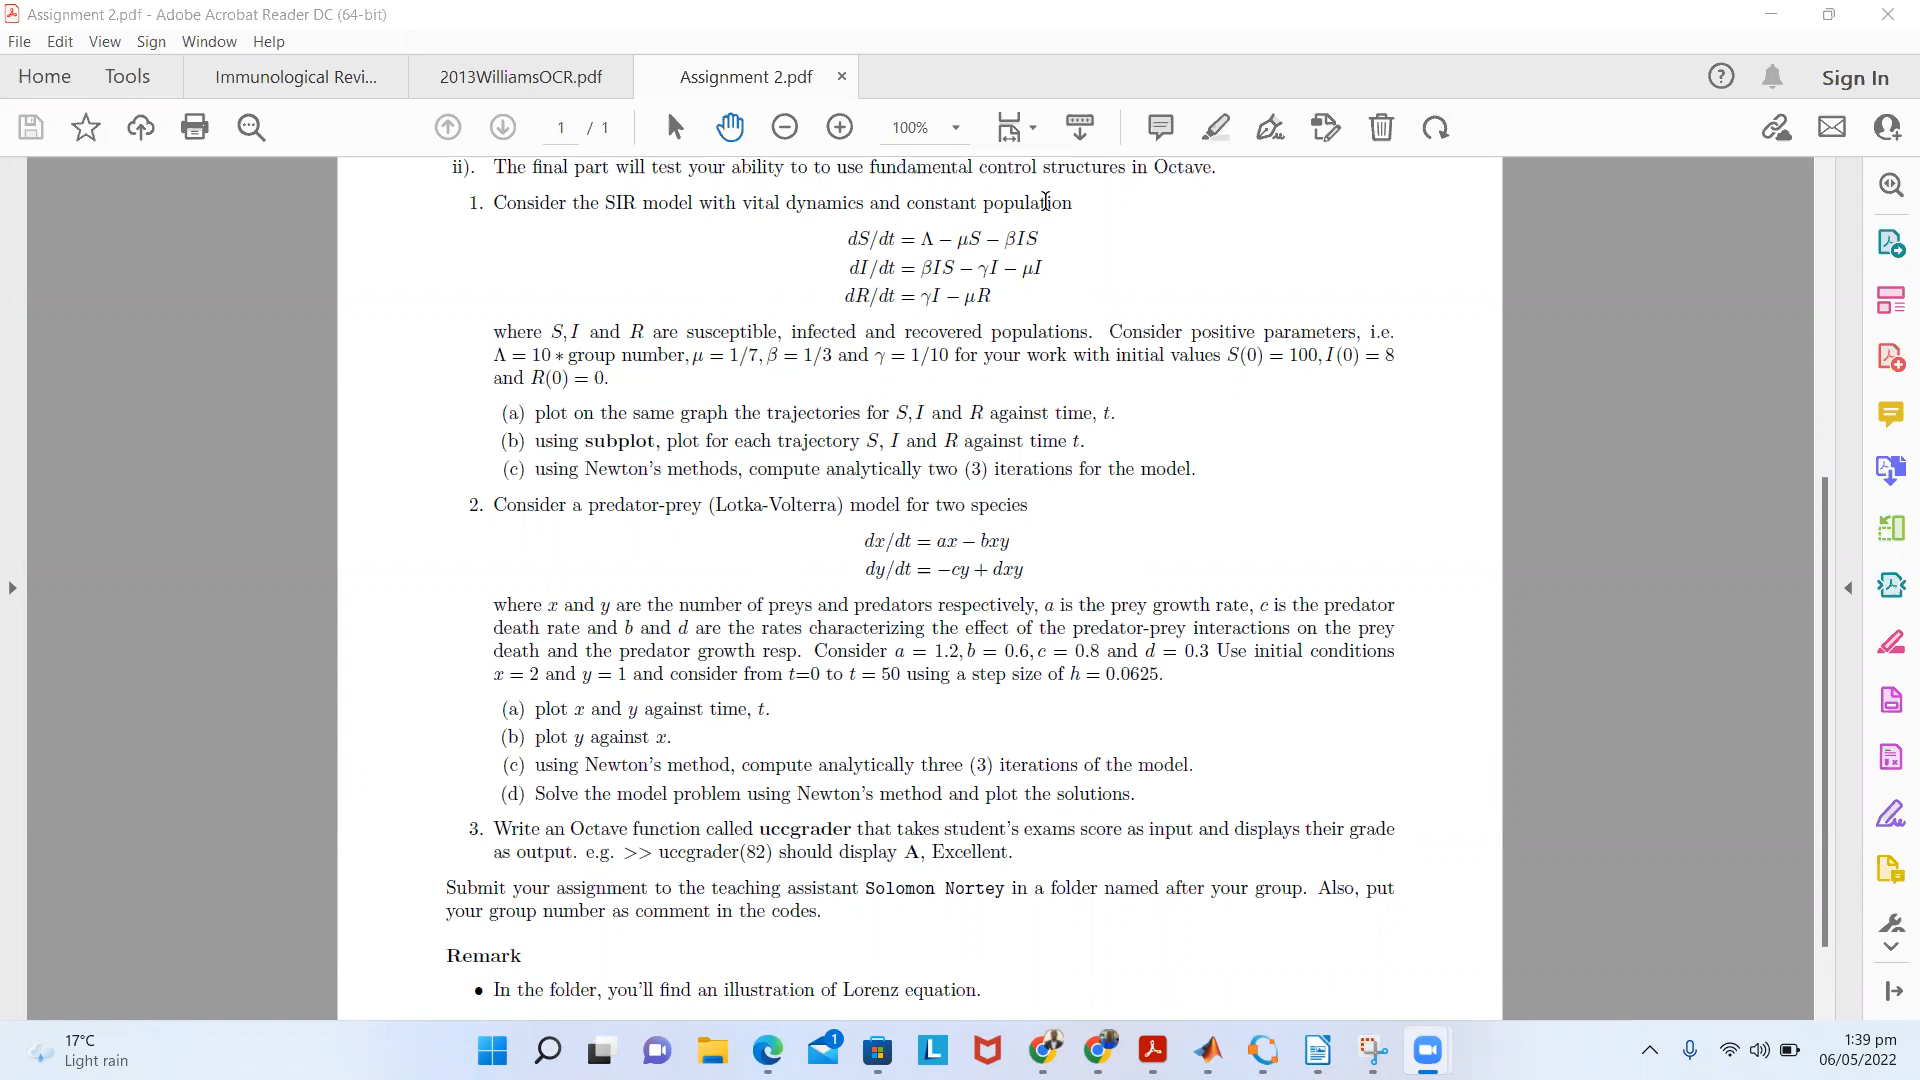 Assignment 2.pdf - Adobe Acrobat Reader DC (64-bit)
File Edit View Sign Window Help
Home Tools Immunological Revi... 2013WilliamsOCR.pdf Assignment 2.pdf × Sign In
1 / 1 100%
ii). The final part will test your ability to to use fundamental control structures in Octave.
1. Consider the SIR model with vital dynamics and constant population
dS/dt = Λ − μS − βIS
dI/dt = βIS − γI − μI
dR/dt = γI − μR
where S, I and R are susceptible, infected and recovered populations. Consider positive parameters, i.e.
Λ = 10 ∗ group number, μ = 1/7, β = 1/3 and γ = 1/10 for your work with initial values S(0) = 100, I(0) = 8
and R(0) = 0.
(a) plot on the same graph the trajectories for S, I and R against time, t.
(b) using subplot, plot for each trajectory S, I and R against time t.
(c) using Newton's methods, compute analytically two (3) iterations for the model.
2. Consider a predator-prey (Lotka-Volterra) model for two species
dx/dt = ax − bxy
dy/dt = −cy + dxy
where x and y are the number of preys and predators respectively, a is the prey growth rate, c is the predator
death rate and b and d are the rates characterizing the effect of the predator-prey interactions on the prey
death and the predator growth resp. Consider a = 1.2, b = 0.6, c = 0.8 and d = 0.3 Use initial conditions
x = 2 and y = 1 and consider from t=0 to t = 50 using a step size of h = 0.0625.
(a) plot x and y against time, t.
(b) plot y against x.
(c) using Newton's method, compute analytically three (3) iterations of the model.
(d) Solve the model problem using Newton's method and plot the solutions.
3. Write an Octave function called uccgrader that takes student's exams score as input and displays their grade
as output. e.g. >> uccgrader(82) should display A, Excellent.
Submit your assignment to the teaching assistant Solomon Nortey in a folder named after your group. Also, put
your group number as comment in the codes.
Remark
• In the folder, you'll find an illustration of Lorenz equation.
17°C
Light rain
1
L
1:39 pm
06/05/2022